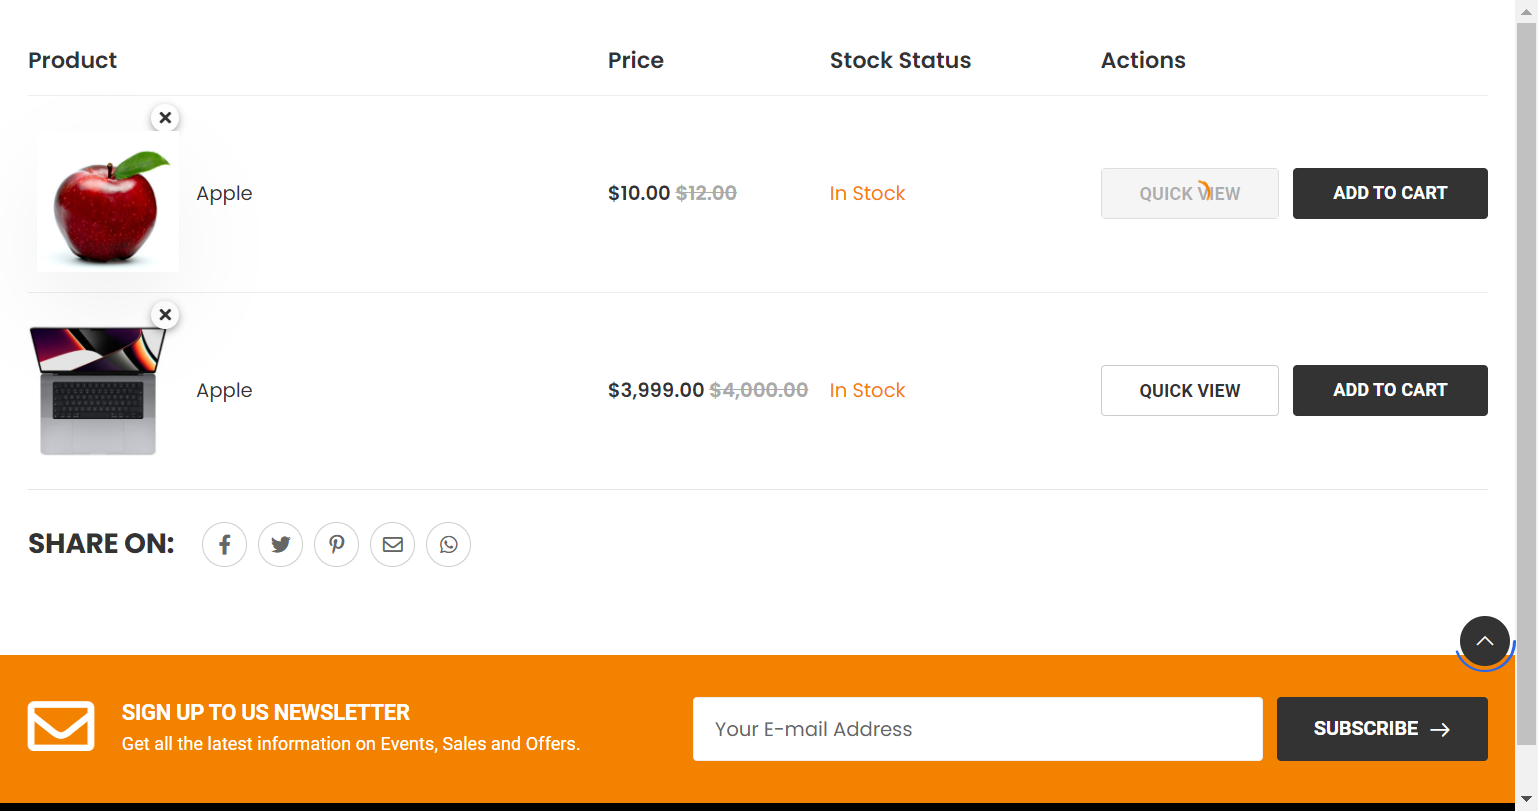 Product Price Stock Status Actions
Apple $10.00 $12.00 In Stock QUICK VIEW ADD TO CART
Apple $3,999.00 $4,000.00 In Stock QUICK VIEW ADD TO CART
SHARE ON:
SIGN UP TO US NEWSLETTER
Get all the latest information on Events, Sales and Offers.
Your E-mail Address
SUBSCRIBE